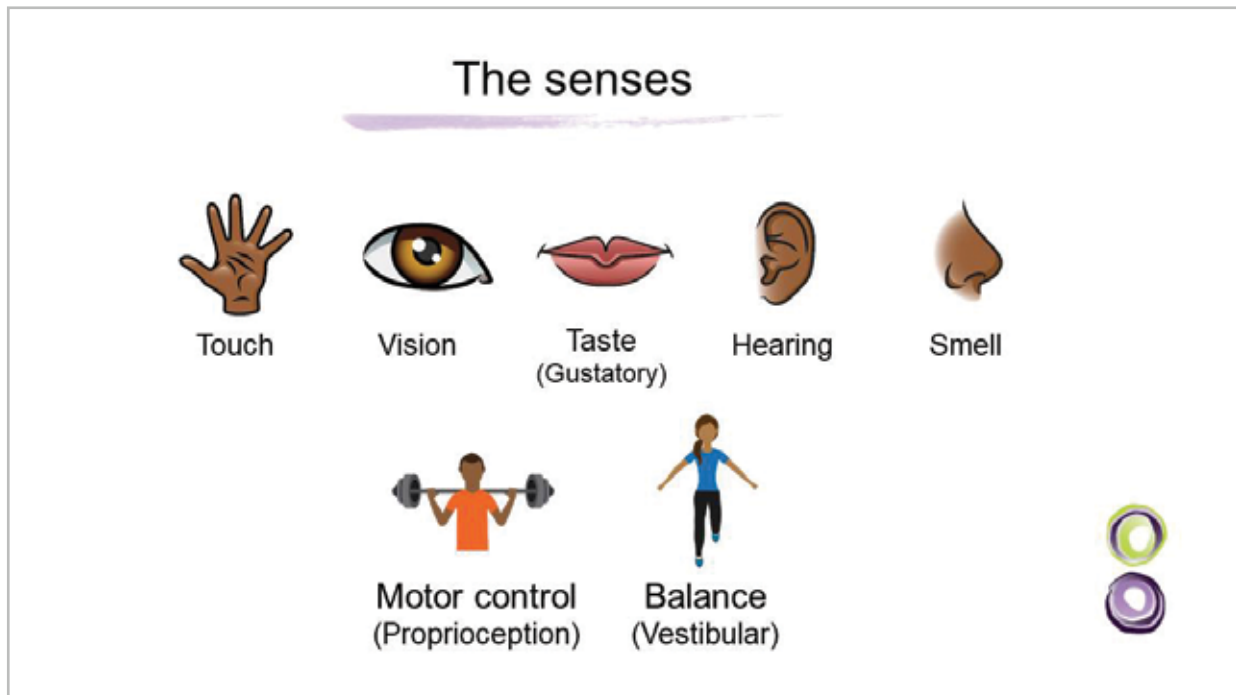 The senses
Touch
Vision
Taste
(Gustatory)
Hearing
Smell
Motor control
(Proprioception)
Balance
(Vestibular)